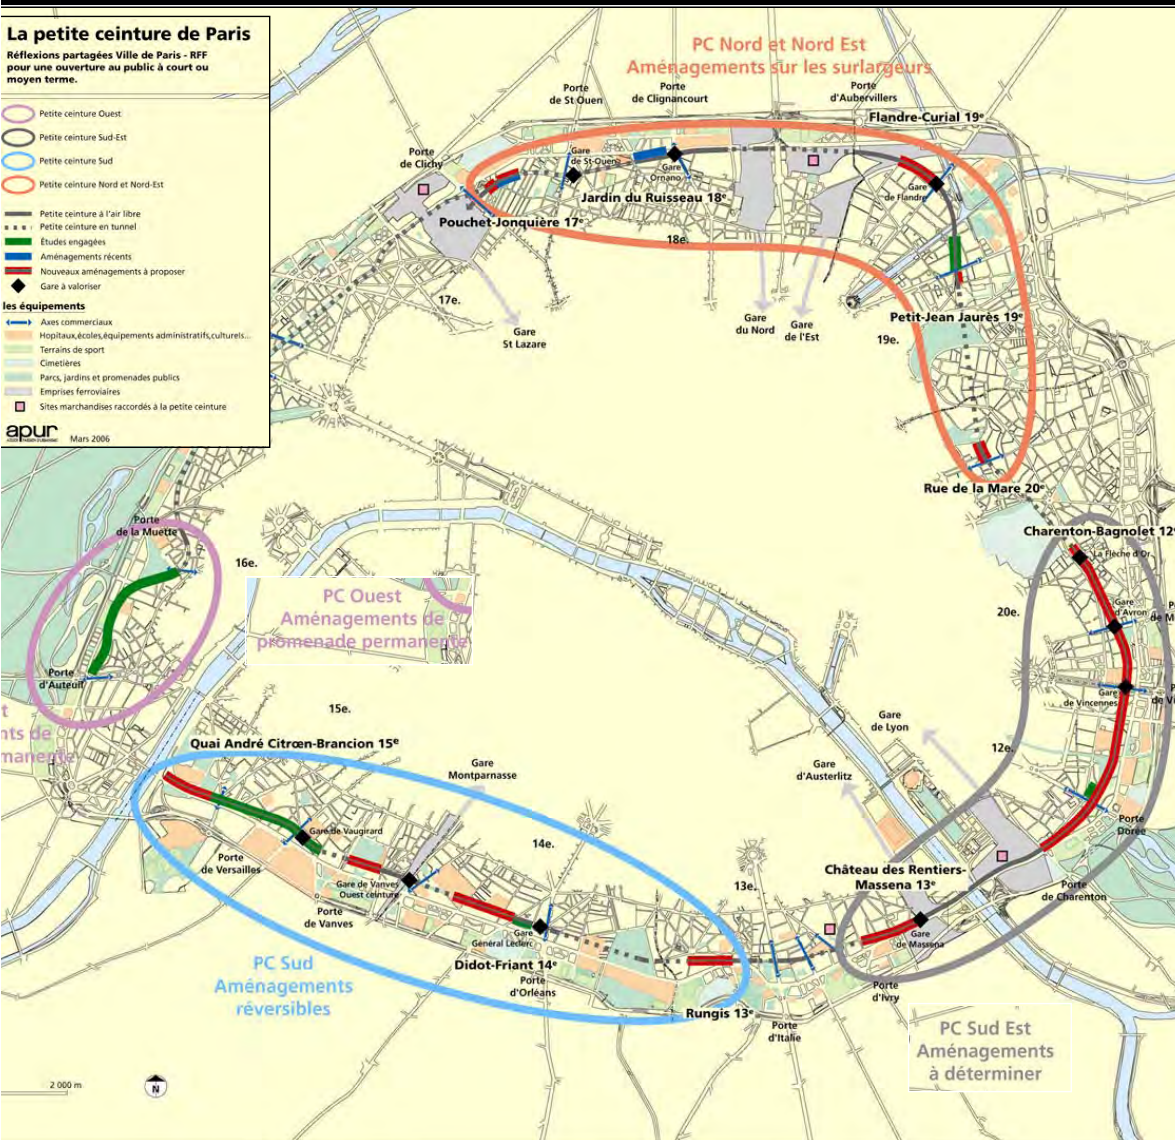 La petite ceinture de Paris
Réflexions partagées Ville de Paris - RFF
pour une ouverture au public à court ou
moyen terme.
Petite ceinture Ouest
Petite ceinture Sud-Est
Petite ceinture Sud
Petite ceinture Nord et Nord-Est
Petite ceinture à l'air libre
Petite ceinture en tunnel
Études engagées
Aménagements récents
Nouveaux aménagements à proposer
Gare à valoriser
les équipements
Axes commerciaux
Hopitaux,écoles,équipements administratifs,culturels...
Terrains de sport
Cimetières
Parcs, jardins et promenades publics
Emprises ferroviaires
Sites marchandises raccordés à la petite ceinture
apur
Mars 2006
PC Nord et Nord Est
Aménagements sur les surlargeurs
Porte
de St Ouen
Porte
de Clignancourt
Porte
d'Aubervillers
Flandre-Curial 19e
Porte
de Clichy
Gare
de St-Ouen
Gare
Ornano
Gare
de Flandre
Jardin du Ruisseau 18e
Pouchet-Jonquière 17e
18e.
17e.
Gare
St Lazare
Gare
du Nord
Gare
de l'Est
Petit-Jean Jaurès 19e
19e.
Rue de la Mare 20e
Charenton-Bagnolet 12e
La Flèche d'Or
Porte
de la Muette
16e.
PC Ouest
Aménagements de
promenade permanente
20e.
Gare
d'Avron
de M
Porte
d'Auteuil
Gare
de Vincennes
de Vi
t
nts de
manente
15e.
Quai André Citrœn-Brancion 15e
Gare
de Lyon
12e.
Gare
Montparnasse
Gare
d'Austerlitz
Gare de Vaugirard
Porte
Dorée
14e.
Porte
de Versailles
Château des Rentiers-
Massena 13e
Gare de Vanves
Ouest ceinture
13e.
Porte
de Charenton
Porte
de Vanves
Gare
Général Leclerc
Gare
de Massena
PC Sud
Aménagements
réversibles
Didot-Friant 14e
Porte
d'Orléans
Porte
d'Ivry
Rungis 13e
Porte
d'Italie
PC Sud Est
Aménagements
à déterminer
2 000 m
N